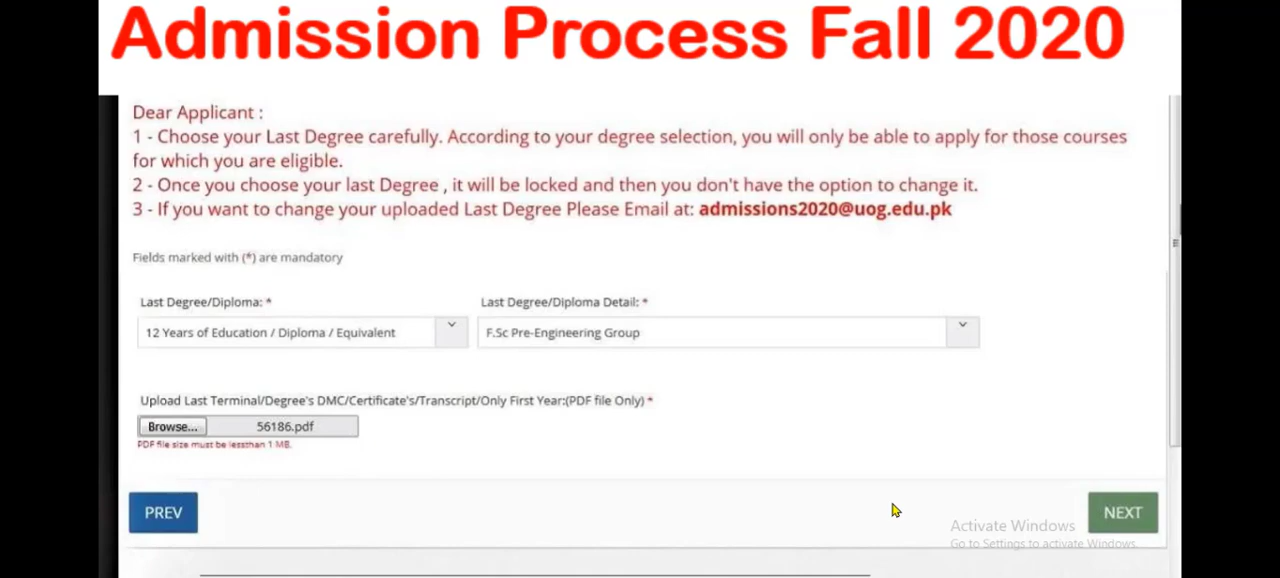 Admission Process Fall 2020
Dear Applicant :
1 - Choose your Last Degree carefully. According to your degree selection, you will only be able to apply for those courses
for which you are eligible.
2 - Once you choose your last Degree , it will be locked and then you don't have the option to change it.
3 - If you want to change your uploaded Last Degree Please Email at: admissions2020@uog.edu.pk
Fields marked with (*) are mandatory
Last Degree/Diploma: * Last Degree/Diploma Detail: *
12 Years of Education / Diploma / Equivalent F.Sc Pre-Engineering Group
Upload Last Terminal/Degree's DMC/Certificate's/Transcript/Only First Year:(PDF file Only) *
Browse... 56186.pdf
PDF file size must be lessthan 1 MB.
PREV NEXT
Activate Windows
Go to Settings to activate Windows.